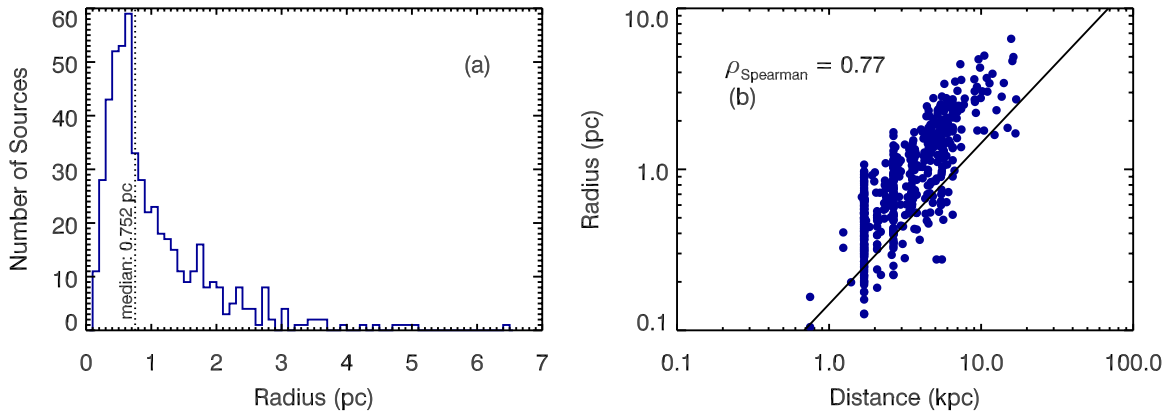 60
50
40
30
20
10
0
Number of Sources
median: 0.752 pc
(a)
0 1 2 3 4 5 6 7
Radius (pc)
10.0
1.0
0.1
Radius (pc)
ρSpearman = 0.77
(b)
0.1 1.0 10.0 100.0
Distance (kpc)